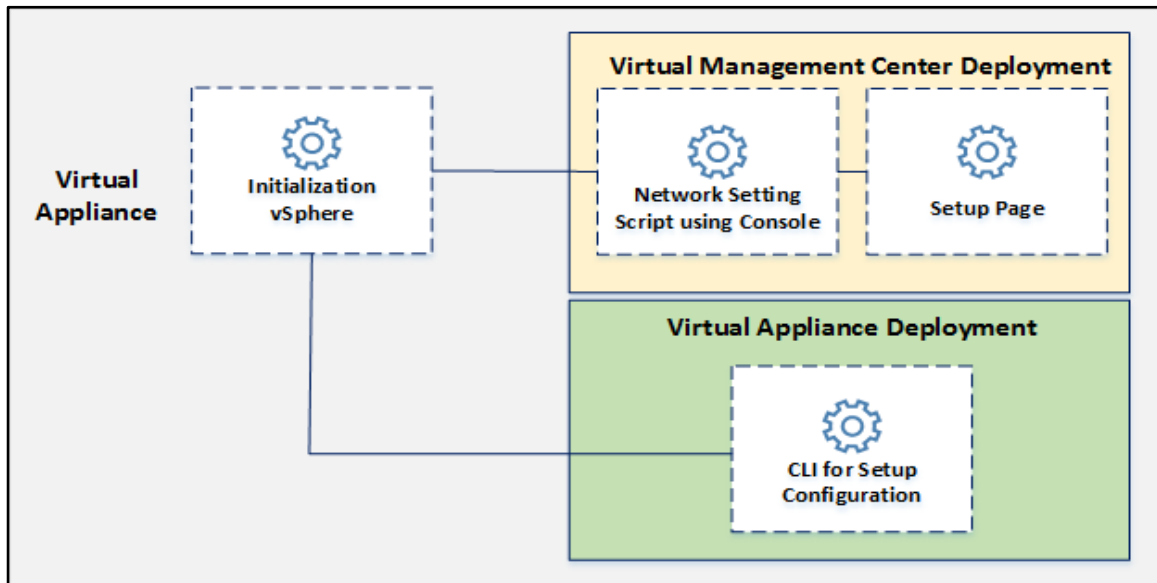 Virtual Management Center Deployment
Virtual
Appliance
Initialization
vSphere
Network Setting
Script using Console
Setup Page
Virtual Appliance Deployment
CLI for Setup
Configuration